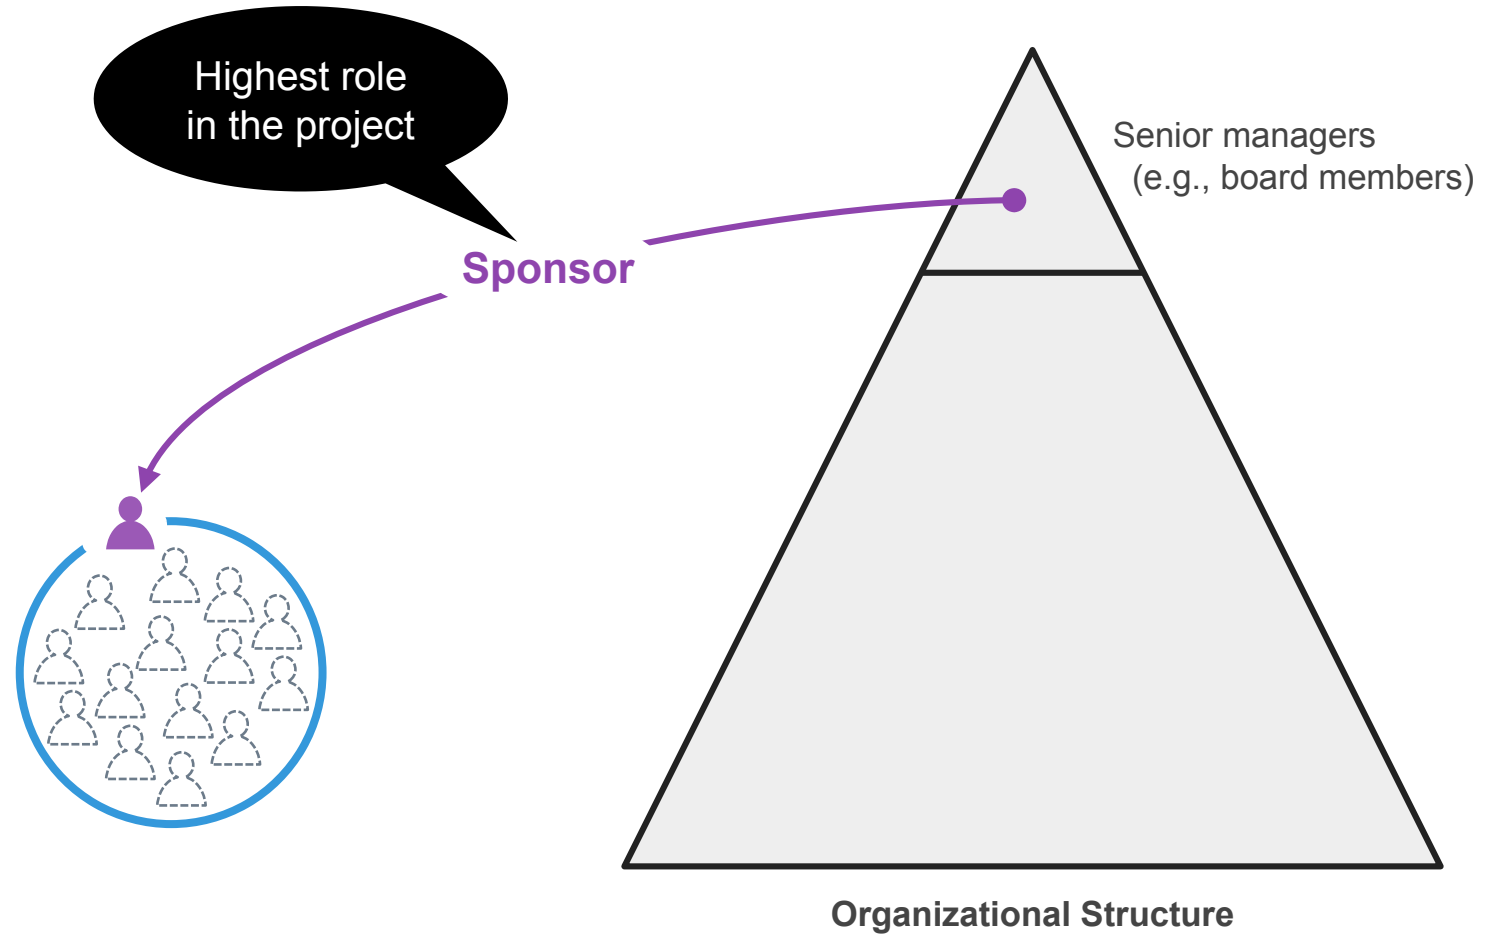 Highest role
in the project
Senior managers
(e.g., board members)
Sponsor
Organizational Structure